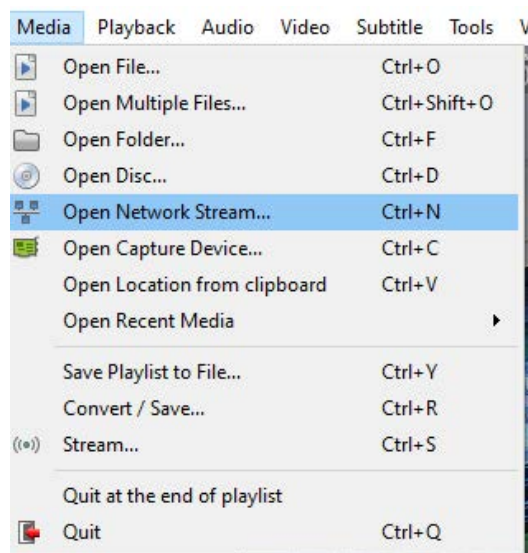 Media Playback Audio Video Subtitle Tools
Open File... Ctrl+O
Open Multiple Files... Ctrl+Shift+O
Open Folder... Ctrl+F
Open Disc... Ctrl+D
Open Network Stream... Ctrl+N
Open Capture Device... Ctrl+C
Open Location from clipboard Ctrl+V
Open Recent Media
Save Playlist to File... Ctrl+Y
Convert / Save... Ctrl+R
Stream... Ctrl+S
Quit at the end of playlist
Quit Ctrl+Q